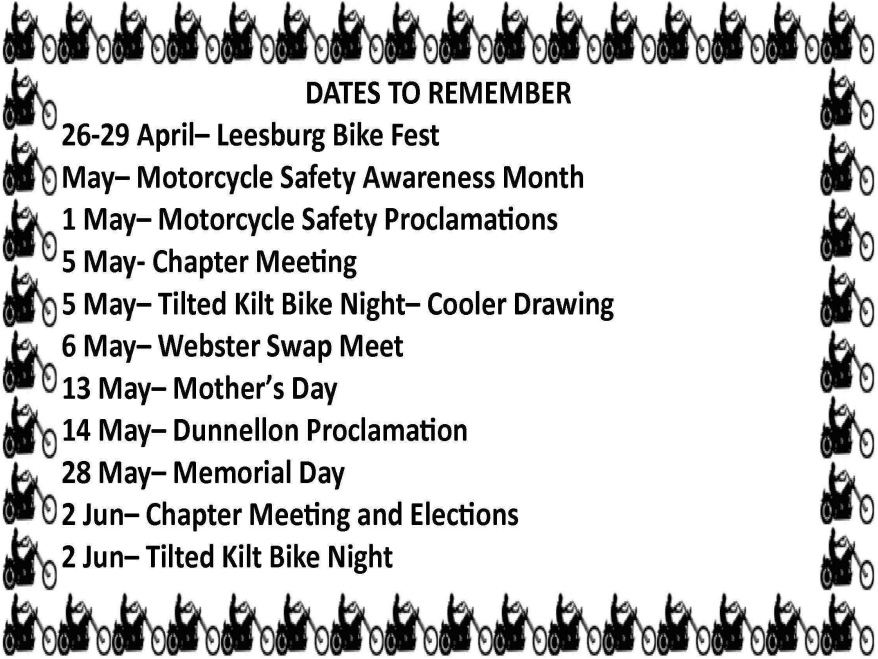 DATES TO REMEMBER
26-29 April– Leesburg Bike Fest
May– Motorcycle Safety Awareness Month
1 May– Motorcycle Safety Proclamations
5 May- Chapter Meeting
5 May– Tilted Kilt Bike Night– Cooler Drawing
6 May– Webster Swap Meet
13 May– Mother’s Day
14 May– Dunnellon Proclamation
28 May– Memorial Day
2 Jun– Chapter Meeting and Elections
2 Jun– Tilted Kilt Bike Night